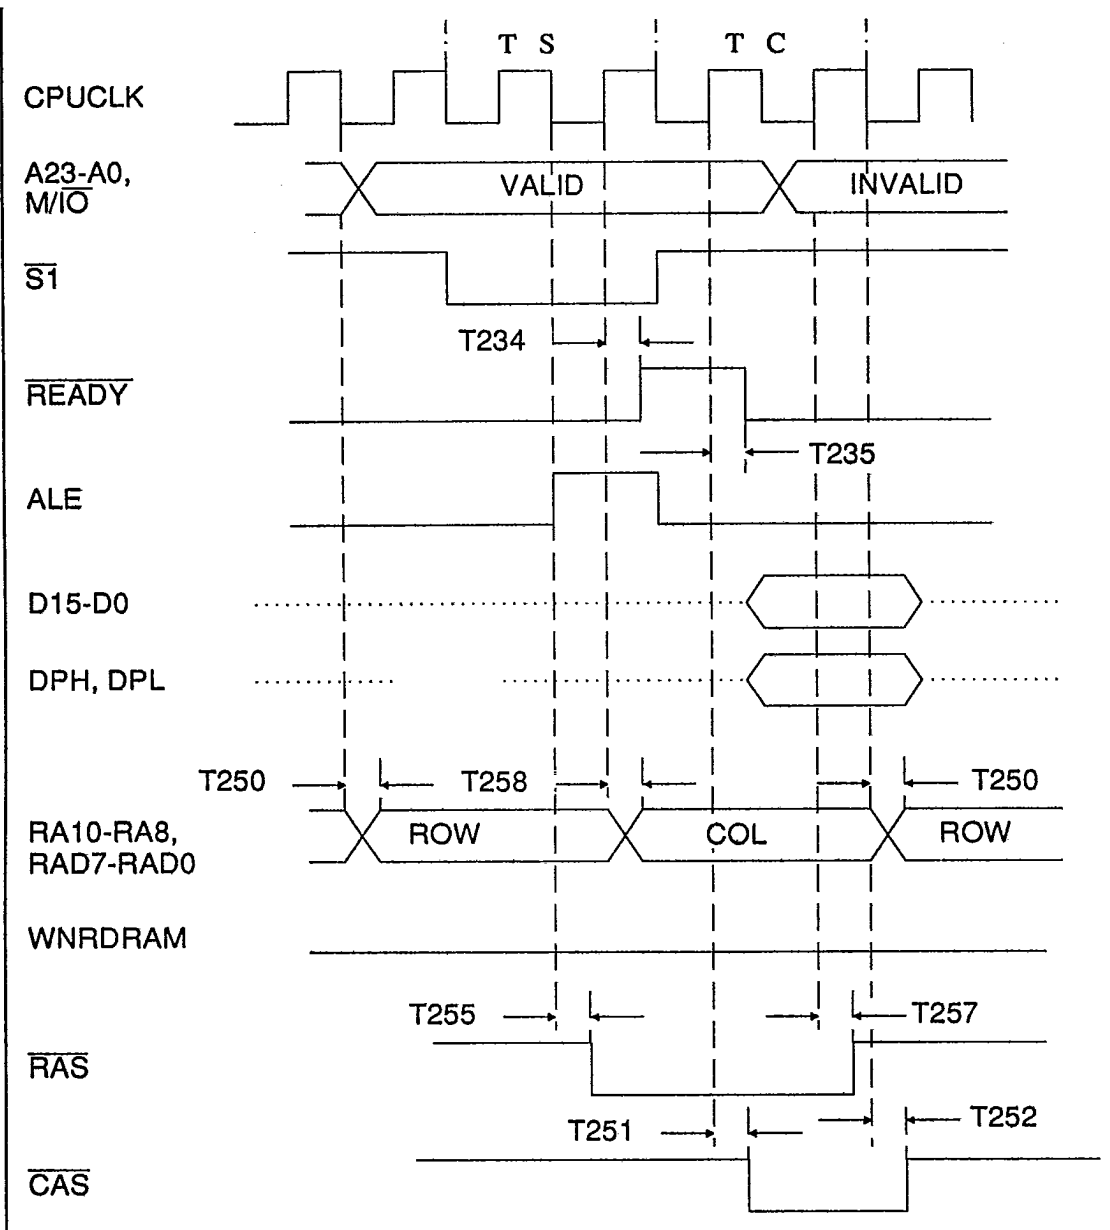 T S
T C
CPUCLK
A23-A0,
M/IO
VALID
INVALID
S1
T234
READY
T235
ALE
D15-D0
DPH, DPL
T250
T258
T250
RA10-RA8,
RAD7-RAD0
ROW
COL
ROW
WNRDRAM
T255
T257
RAS
T251
T252
CAS